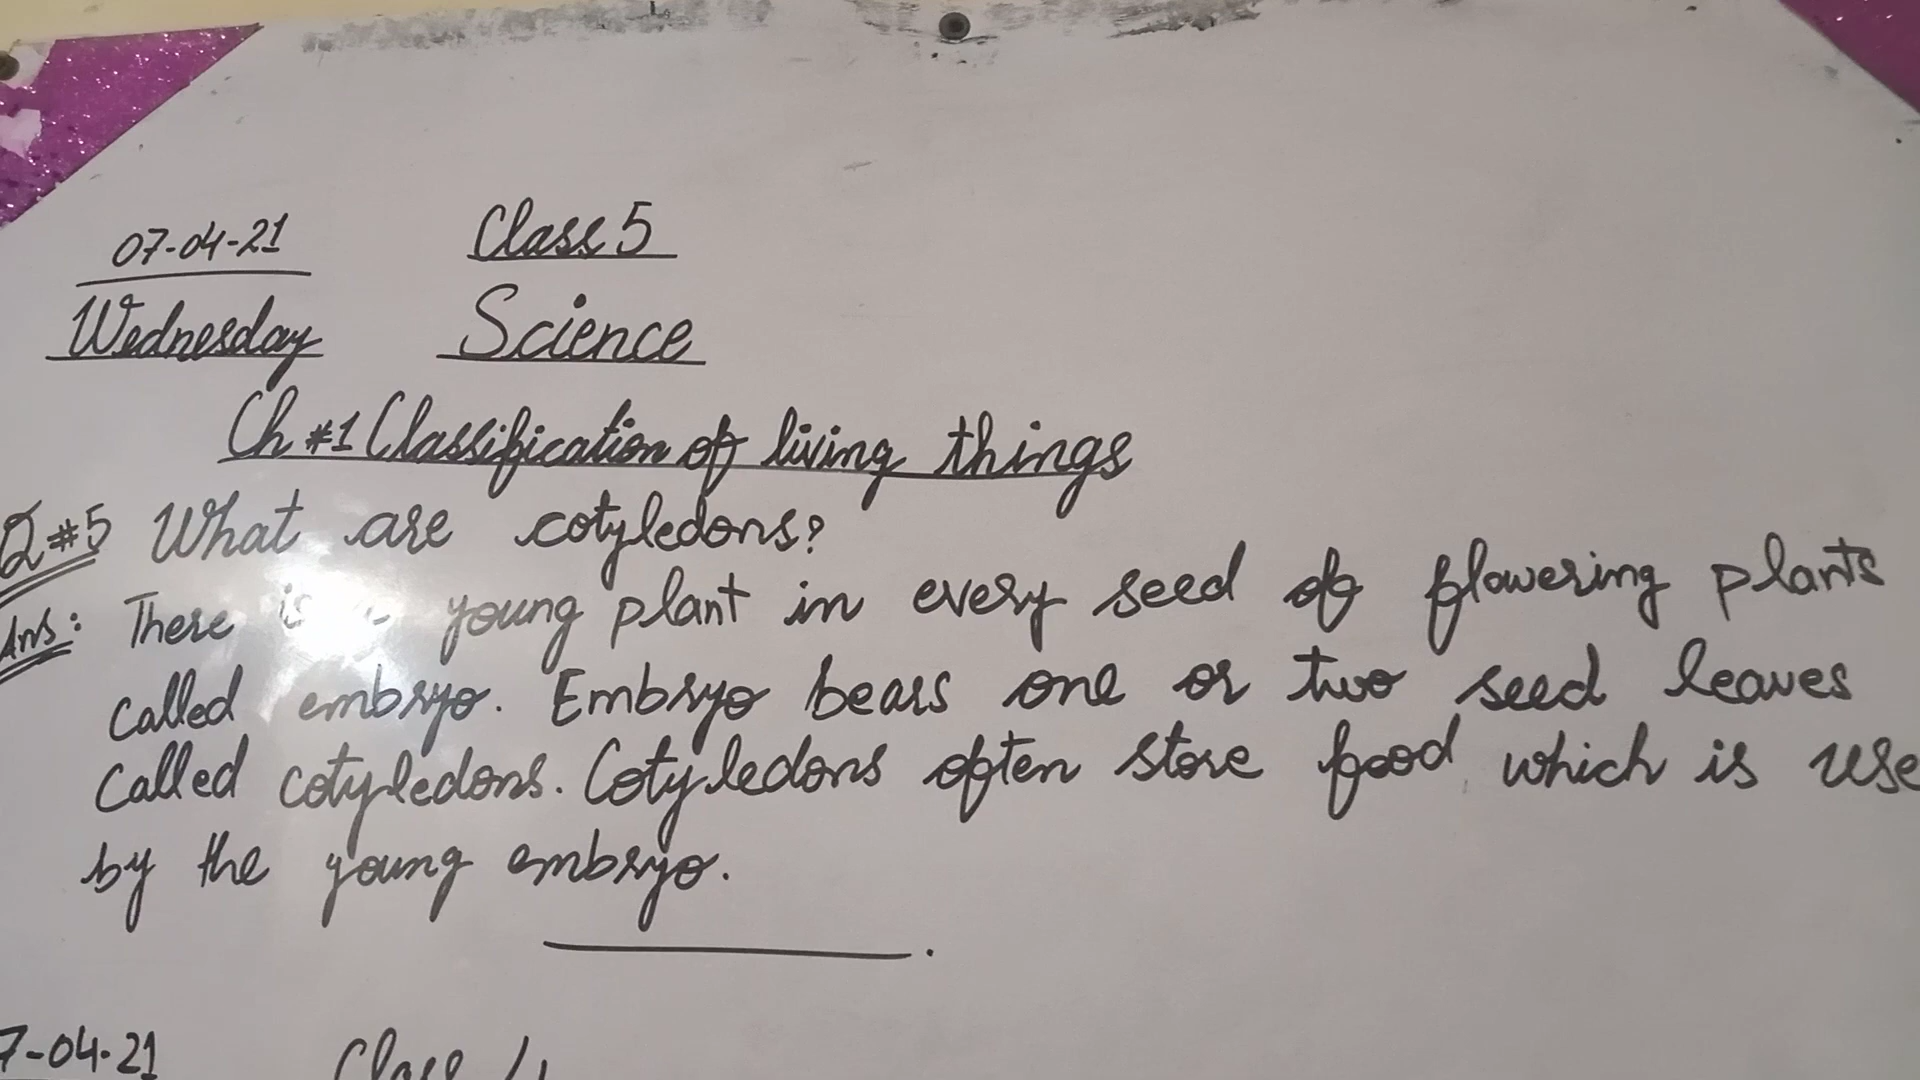 07-04-21 Class 5
Wednesday Science
Ch #1 Classification of living things
Q#5 What are cotyledons?
Ans: There is young plant in every seed of flowering plants
called embryo. Embryo bears one or two seed leaves
called cotyledons. Cotyledons often store food, which is use
by the young embryo.
7-04-21 Class 4